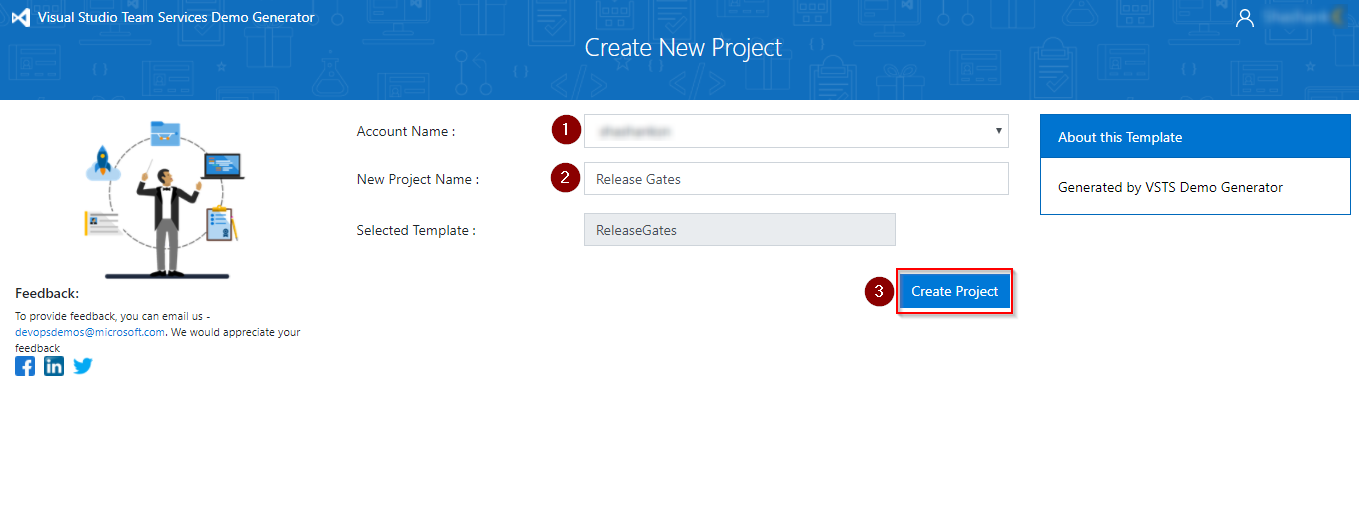 Visual Studio Team Services Demo Generator
Create New Project
Account Name :
1
New Project Name :
2
Release Gates
Selected Template :
ReleaseGates
3
Create Project
About this Template
Generated by VSTS Demo Generator
Feedback:
To provide feedback, you can email us -
devopsdemos@microsoft.com. We would appreciate your
feedback